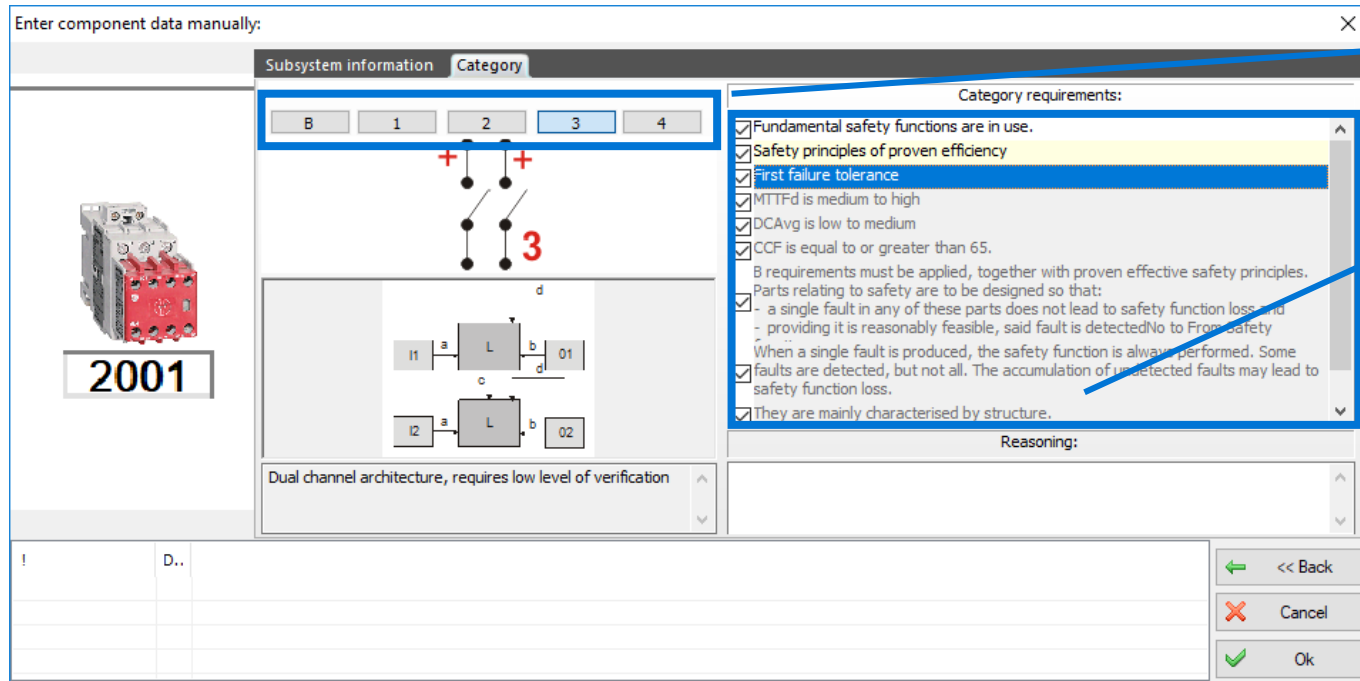 Enter component data manually:
Subsystem information
Category
B
1
2
3
4
3
2001
d
I1
a
L
b
01
c
d
I2
a
L
b
02
Dual channel architecture, requires low level of verification
Category requirements:
Fundamental safety functions are in use.
Safety principles of proven efficiency
First failure tolerance
MTTFd is medium to high
DCAvg is low to medium
CCF is equal to or greater than 65.
B requirements must be applied, together with proven effective safety principles.
Parts relating to safety are to be designed so that:
- a single fault in any of these parts does not lead to safety function loss and
- providing it is reasonably feasible, said fault is detectedNo to From Safety
When a single fault is produced, the safety function is always performed. Some
faults are detected, but not all. The accumulation of undetected faults may lead to
safety function loss.
They are mainly characterised by structure.
Reasoning:
!
D..
<< Back
Cancel
Ok